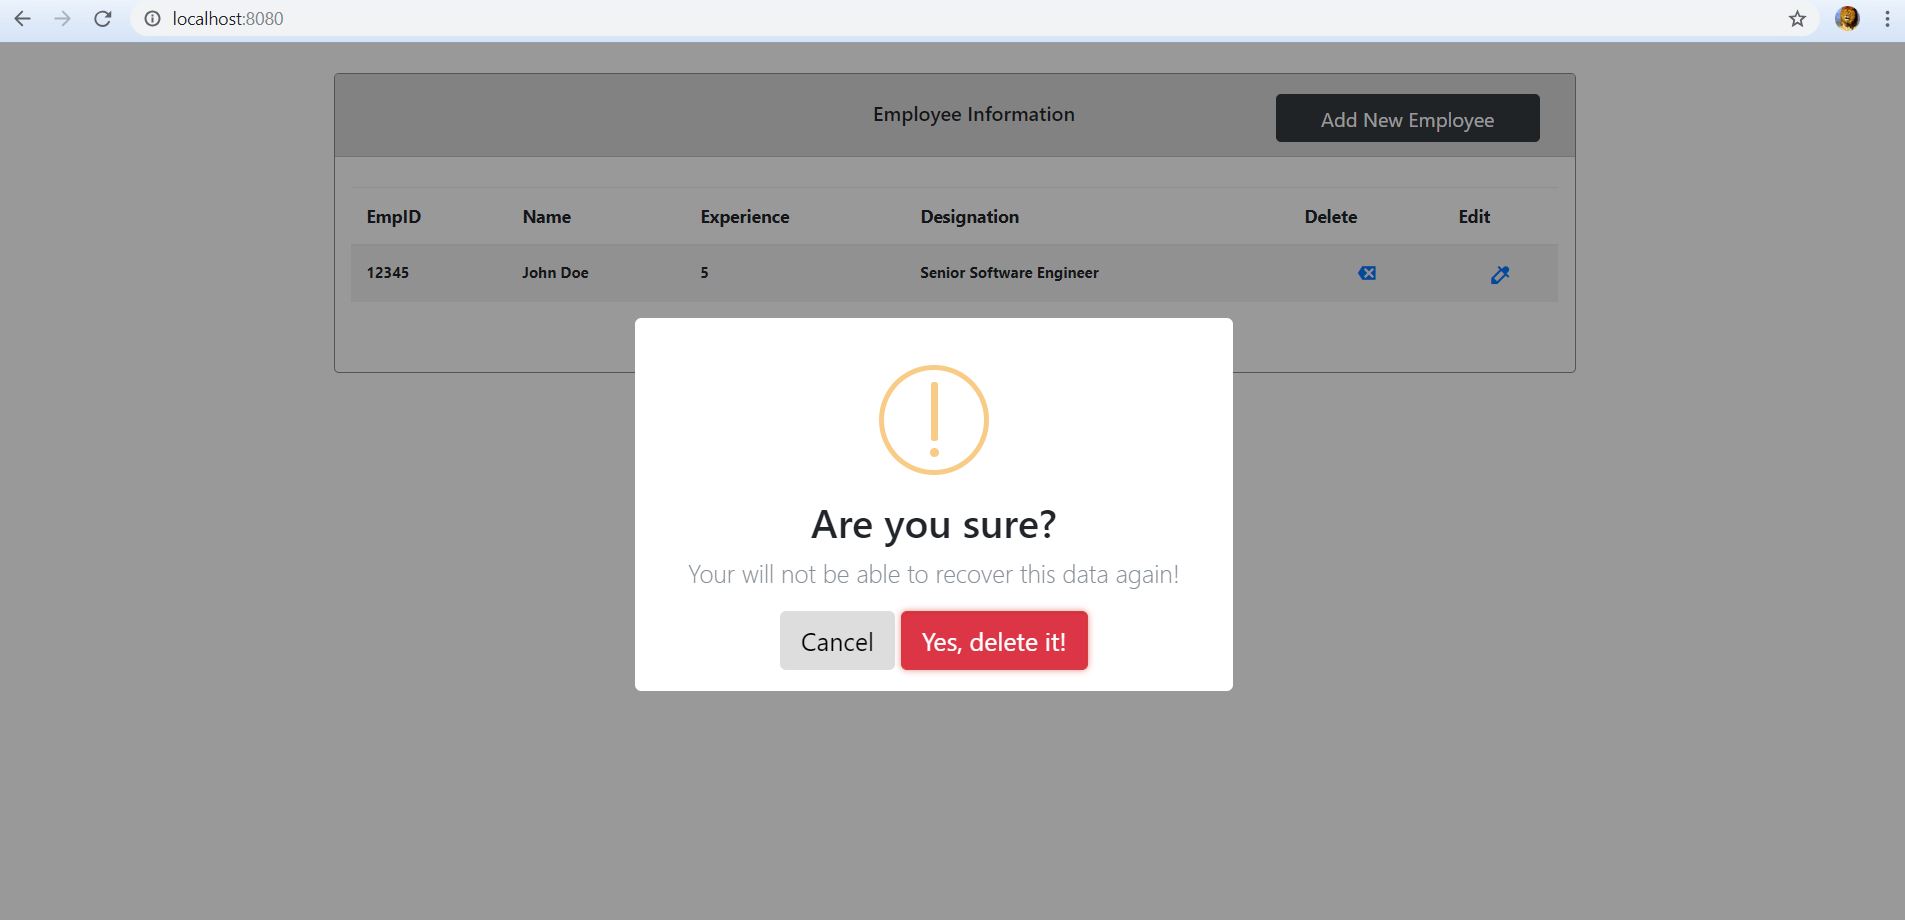 localhost:8080
Employee Information
Add New Employee
EmpID Name Experience Designation Delete Edit
12345 John Doe 5 Senior Software Engineer
Are you sure?
Your will not be able to recover this data again!
Cancel Yes, delete it!